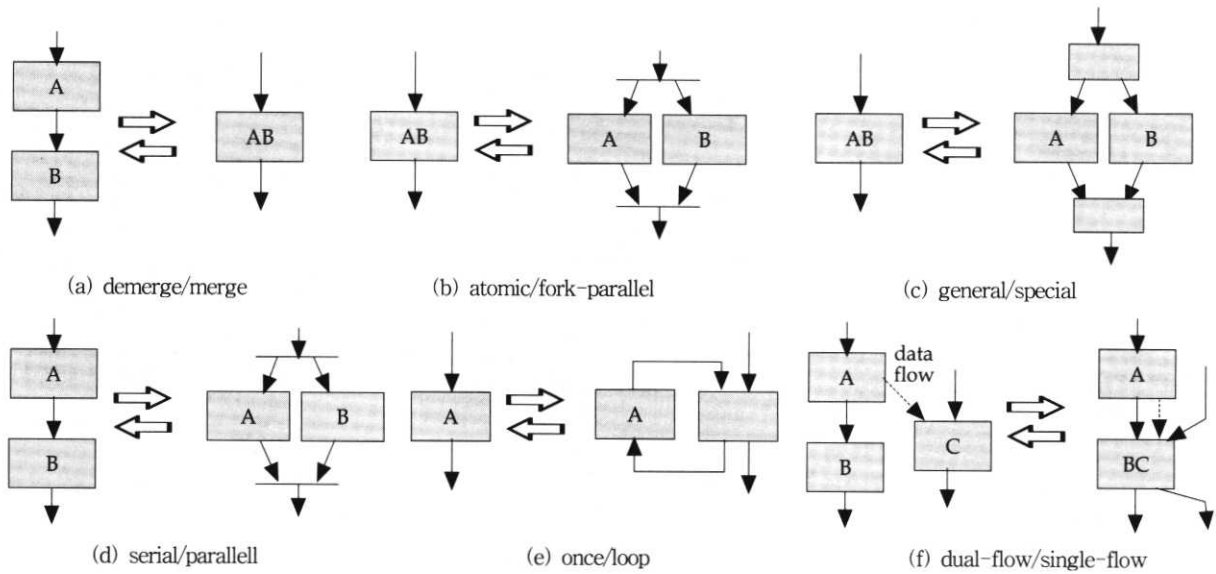 A
B
AB
(a) demerge/merge
AB
A
B
(b) atomic/fork-parallel
AB
A
B
(c) general/special
A
B
A
B
(d) serial/parallell
A
A
(e) once/loop
A
data
flow
B
C
A
BC
(f) dual-flow/single-flow